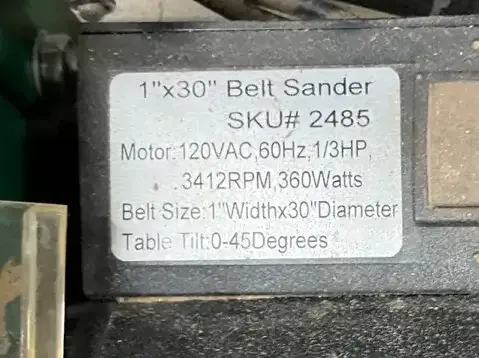 1"x30" Belt Sander
SKU# 2485
Motor:120VAC,60Hz,1/3HP,
3412RPM,360Watts
Belt Size:1"Widthx30"Diameter
Table Tilt:0-45Degrees